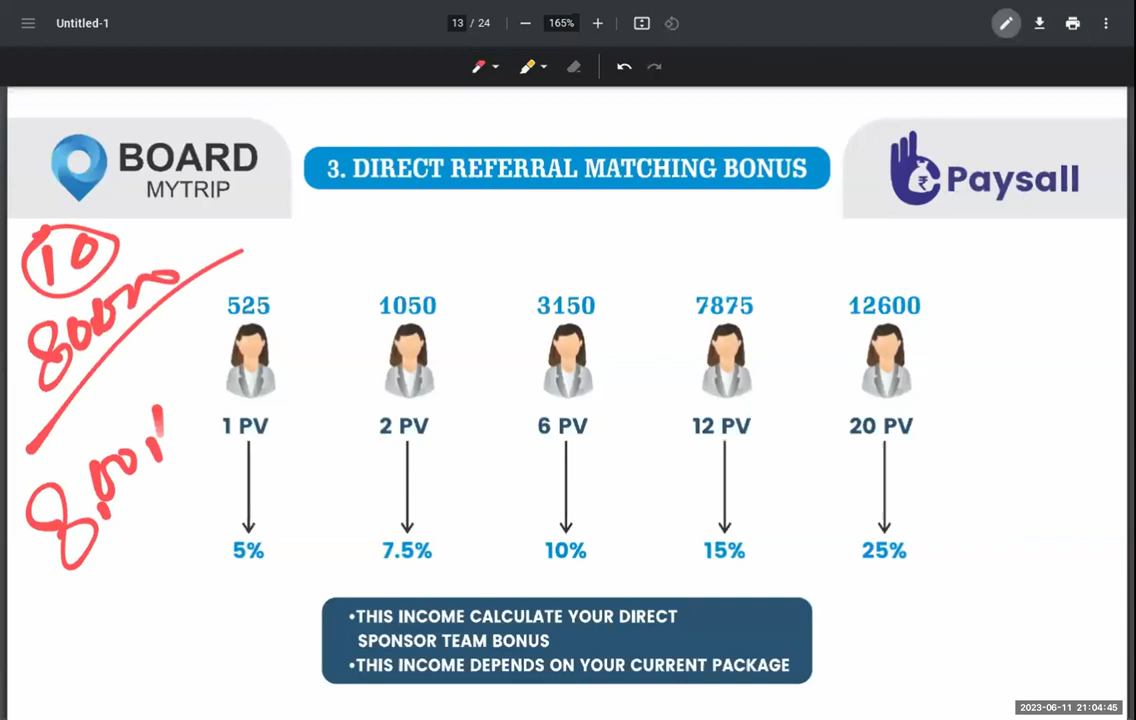 Untitled-1
13 / 24
165%
BOARD
MYTRIP
3. DIRECT REFERRAL MATCHING BONUS
Paysall
10
525 1050 3150 7875 12600
1 PV 2 PV 6 PV 12 PV 20 PV
5% 7.5% 10% 15% 25%
•THIS INCOME CALCULATE YOUR DIRECT
SPONSOR TEAM BONUS
•THIS INCOME DEPENDS ON YOUR CURRENT PACKAGE
2023-06-11 21:04:45